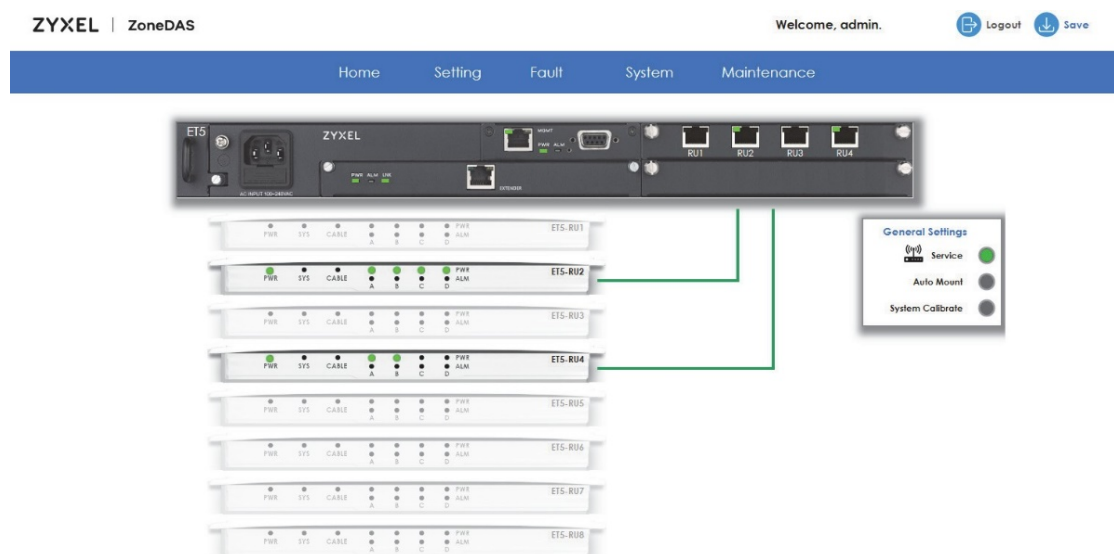 ZYXEL | ZoneDAS
Welcome, admin.
Logout
Save
Home Setting Fault System Maintenance
ET5
ZYXEL
MGMT
PWR ALM
RU1 RU2 RU3 RU4
PWR ALM LNK
EXTENDER
AC INPUT 100-240VAC
PWR SYS CABLE A B C D PWR ALM ET5-RU1
PWR SYS CABLE A B C D PWR ALM ET5-RU2
PWR SYS CABLE A B C D PWR ALM ET5-RU3
PWR SYS CABLE A B C D PWR ALM ET5-RU4
PWR SYS CABLE A B C D PWR ALM ET5-RU5
PWR SYS CABLE A B C D PWR ALM ET5-RU6
PWR SYS CABLE A B C D PWR ALM ET5-RU7
PWR SYS CABLE A B C D PWR ALM ET5-RU8
General Settings
Service
Auto Mount
System Calibrate